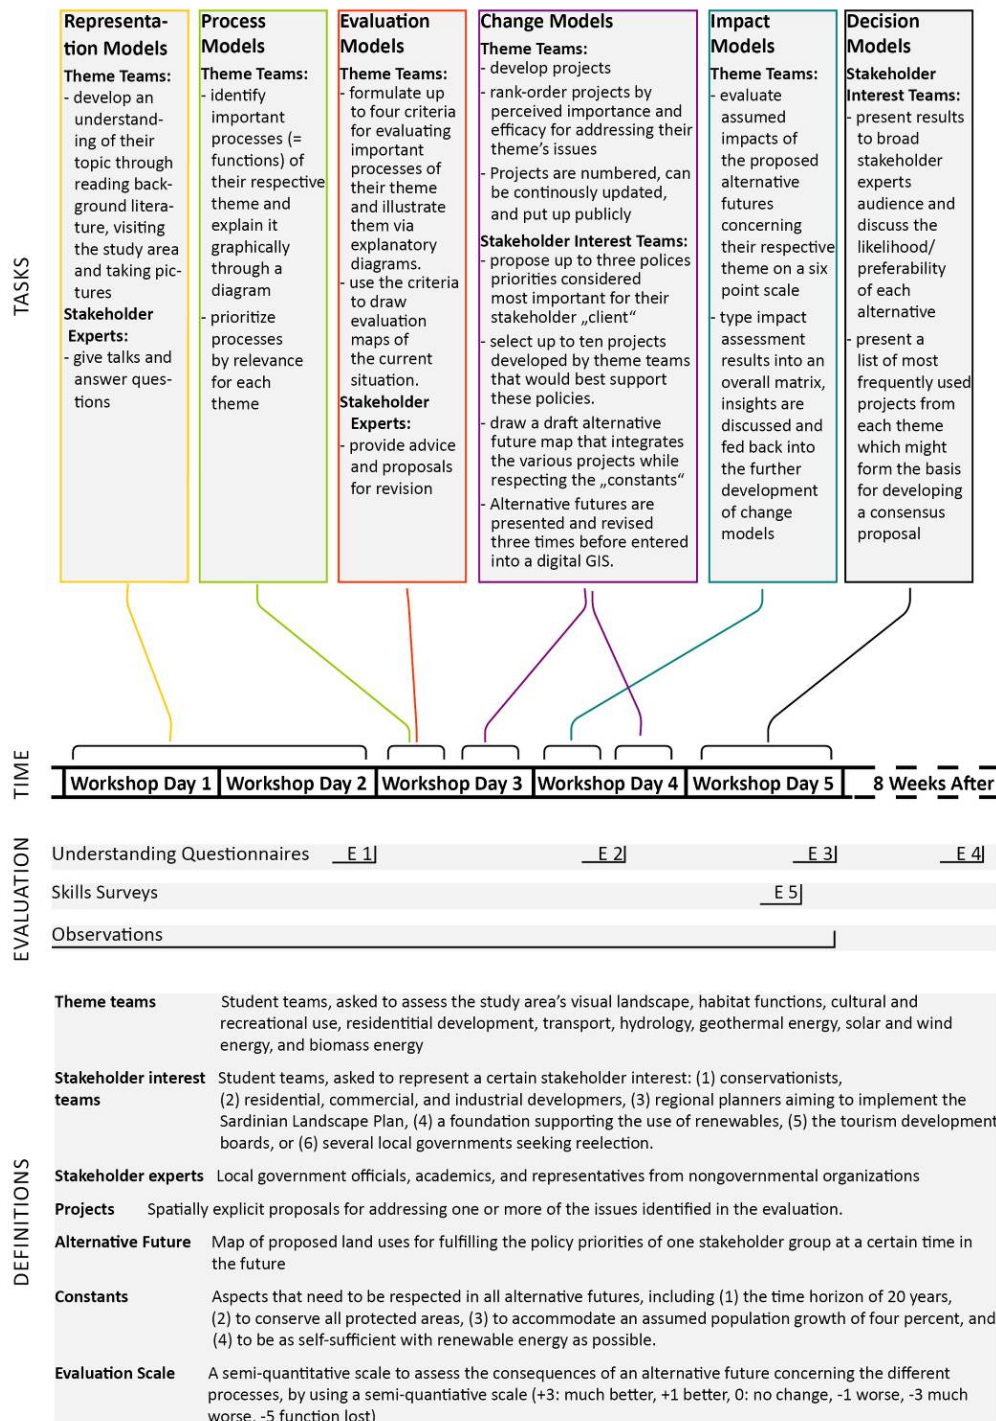 TASKS
Representa-
tion Models
Theme Teams:
- develop an
understand-
ing of their
topic through
reading back-
ground litera-
ture, visiting
the study area
and taking pic-
tures
Stakeholder
Experts:
- give talks and
answer ques-
tions
Process
Models
Theme Teams:
- identify
important
processes (=
functions) of
their respective
theme and
explain it
graphically
through a
diagram
- prioritize
processes
by relevance
for each
theme
Evaluation
Models
Theme Teams:
- formulate up
to four criteria
for evaluating
important
processes of
their theme
and illustrate
them via
explanatory
diagrams.
- use the criteria
to draw
evaluation
maps of
the current
situation.
Stakeholder
Experts:
- provide advice
and proposals
for revision
Change Models
Theme Teams:
- develop projects
- rank-order projects by
perceived importance and
efficacy for addressing their
theme's issues
- Projects are numbered, can
be continously updated,
and put up publicly
Stakeholder Interest Teams:
- propose up to three polices
priorities considered
most important for their
stakeholder „client“
- select up to ten projects
developed by theme teams
that would best support
these policies.
- draw a draft alternative
future map that integrates
the various projects while
respecting the „constants“
- Alternative futures are
presented and revised
three times before entered
into a digital GIS.
Impact
Models
Theme Teams:
- evaluate
assumed
impacts of
the proposed
alternative
futures
concerning
their respective
theme on a six
point scale
- type impact
assessment
results into an
overall matrix,
insights are
discussed and
fed back into
the further
development
of change
models
Decision
Models
Stakeholder
Interest Teams:
- present results
to broad
stakeholder
experts
audience and
discuss the
likelihood/
preferability
of each
alternative
- present a
list of most
frequently used
projects from
each theme
which might
form the basis
for developing
a consensus
proposal
TIME
Workshop Day 1 Workshop Day 2 Workshop Day 3 Workshop Day 4 Workshop Day 5 8 Weeks After
EVALUATION
Understanding Questionnaires E 1 E 2 E 3 E 4
Skills Surveys E 5
Observations
DEFINITIONS
Theme teams Student teams, asked to assess the study area's visual landscape, habitat functions, cultural and
recreational use, residentitial development, transport, hydrology, geothermal energy, solar and wind
energy, and biomass energy
Stakeholder interest Student teams, asked to represent a certain stakeholder interest: (1) conservationists,
teams (2) residential, commercial, and industrial developmers, (3) regional planners aiming to implement the
Sardinian Landscape Plan, (4) a foundation supporting the use of renewables, (5) the tourism development
boards, or (6) several local governments seeking reelection.
Stakeholder experts Local government officials, academics, and representatives from nongovernmental organizations
Projects Spatially explicit proposals for addressing one or more of the issues identified in the evaluation.
Alternative Future Map of proposed land uses for fulfilling the policy priorities of one stakeholder group at a certain time in
the future
Constants Aspects that need to be respected in all alternative futures, including (1) the time horizon of 20 years,
(2) to conserve all protected areas, (3) to accommodate an assumed population growth of four percent, and
(4) to be as self-sufficient with renewable energy as possible.
Evaluation Scale A semi-quantitative scale to assess the consequences of an alternative future concerning the different
processes, by using a semi-quantiative scale (+3: much better, +1 better, 0: no change, -1 worse, -3 much
worse, -5 function lost)